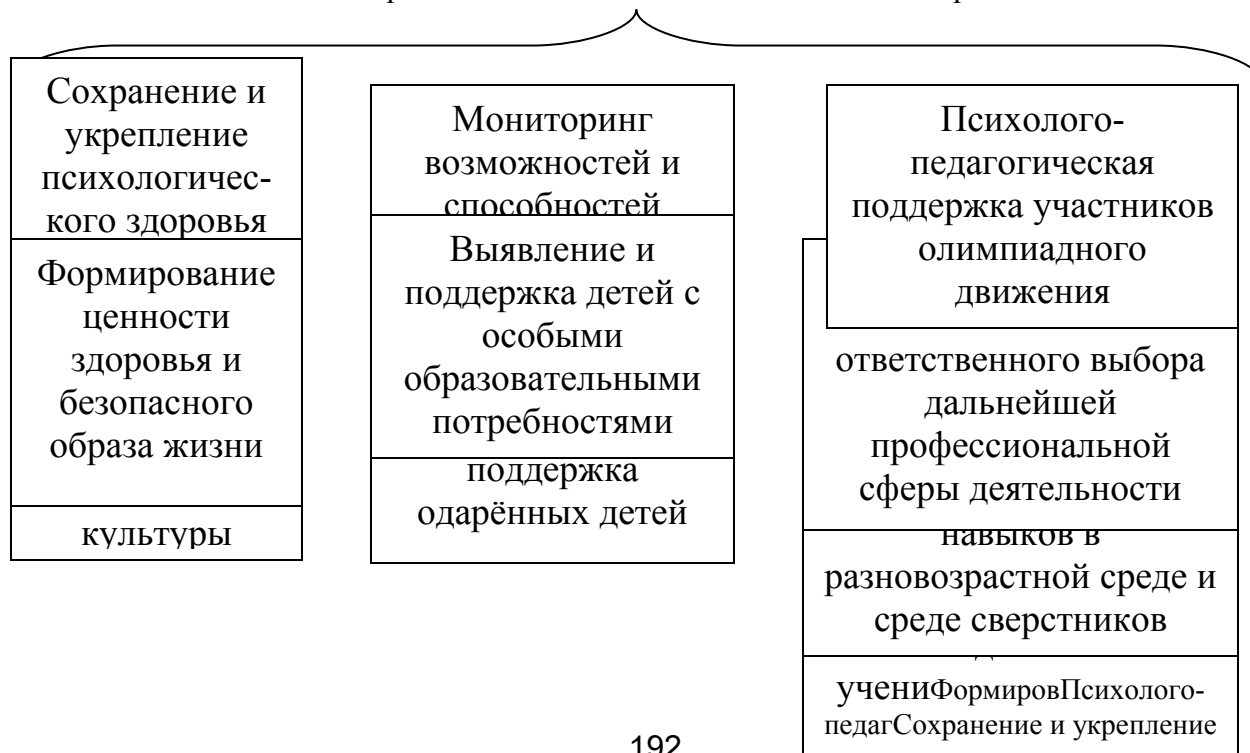 Сохранение и
укрепление
психологичес-
кого здоровья
Формирование
ценности
здоровья и
безопасного
образа жизни
культуры
Мониторинг
возможностей и
способностей
Выявление и
поддержка детей с
особыми
образовательными
потребностями
поддержка
одарённых детей
Психолого-
педагогическая
поддержка участников
олимпиадного
движения
ответственного выбора
дальнейшей
профессиональной
сферы деятельности
навыков в
разновозрастной среде и
среде сверстников
учениФормировПсихолого-
педагСохранение и укрепление
192